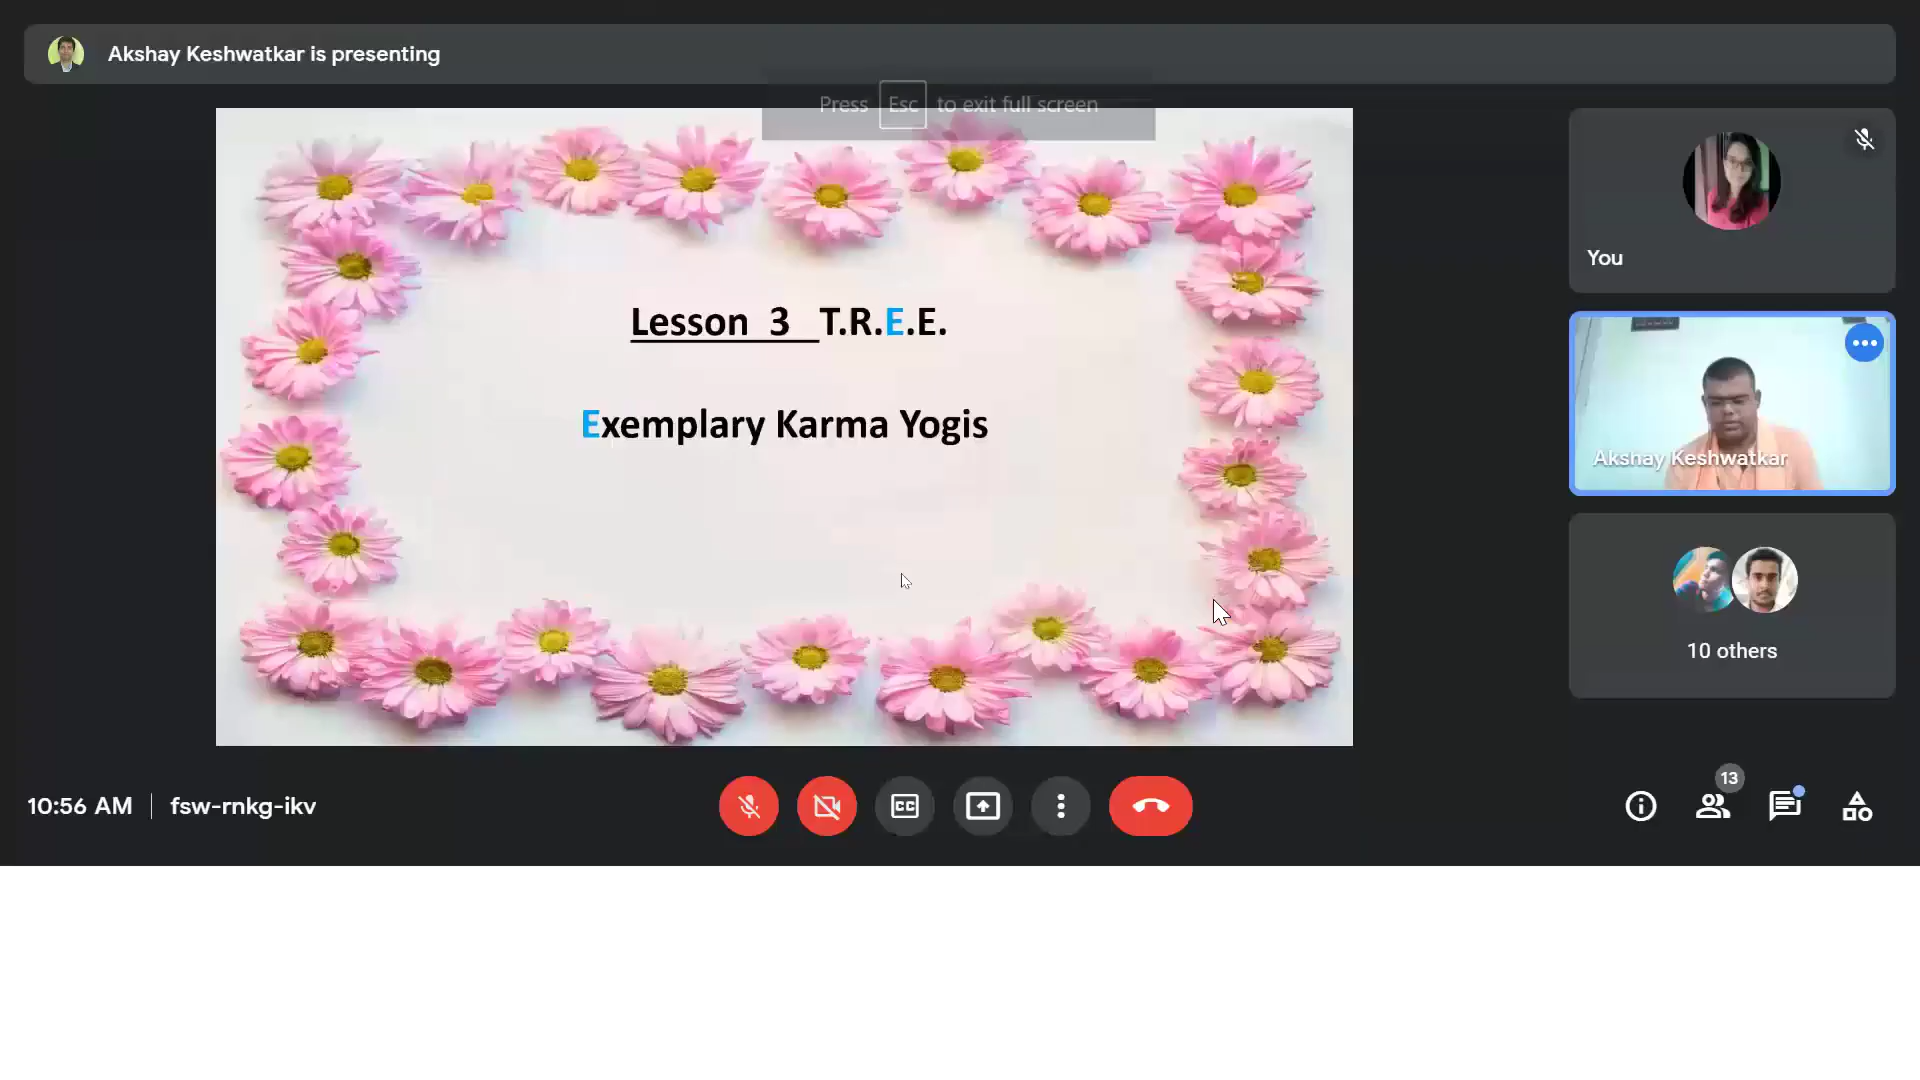 Akshay Keshwatkar is presenting
Press Esc to exit full screen
Lesson 3 T.R.E.E.
Exemplary Karma Yogis
You
Akshay Keshwatkar
10 others
10:56 AM | fsw-rnkg-ikv
CC
13